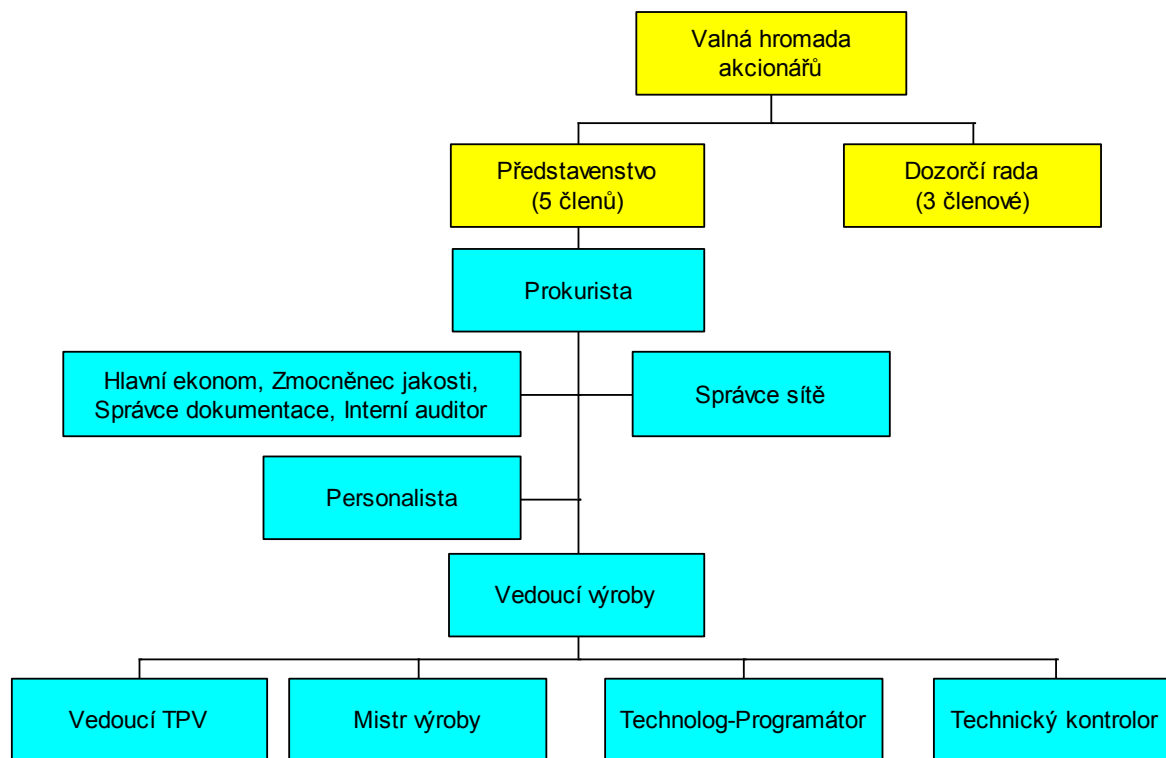 Valná hromada
akcionářů
Představenstvo
(5 členů)
Dozorčí rada
(3 členové)
Prokurista
Hlavní ekonom, Zmocněnec jakosti,
Správce dokumentace, Interní auditor
Správce sítě
Personalista
Vedoucí výroby
Vedoucí TPV
Mistr výroby
Technolog-Programátor
Technický kontrolor